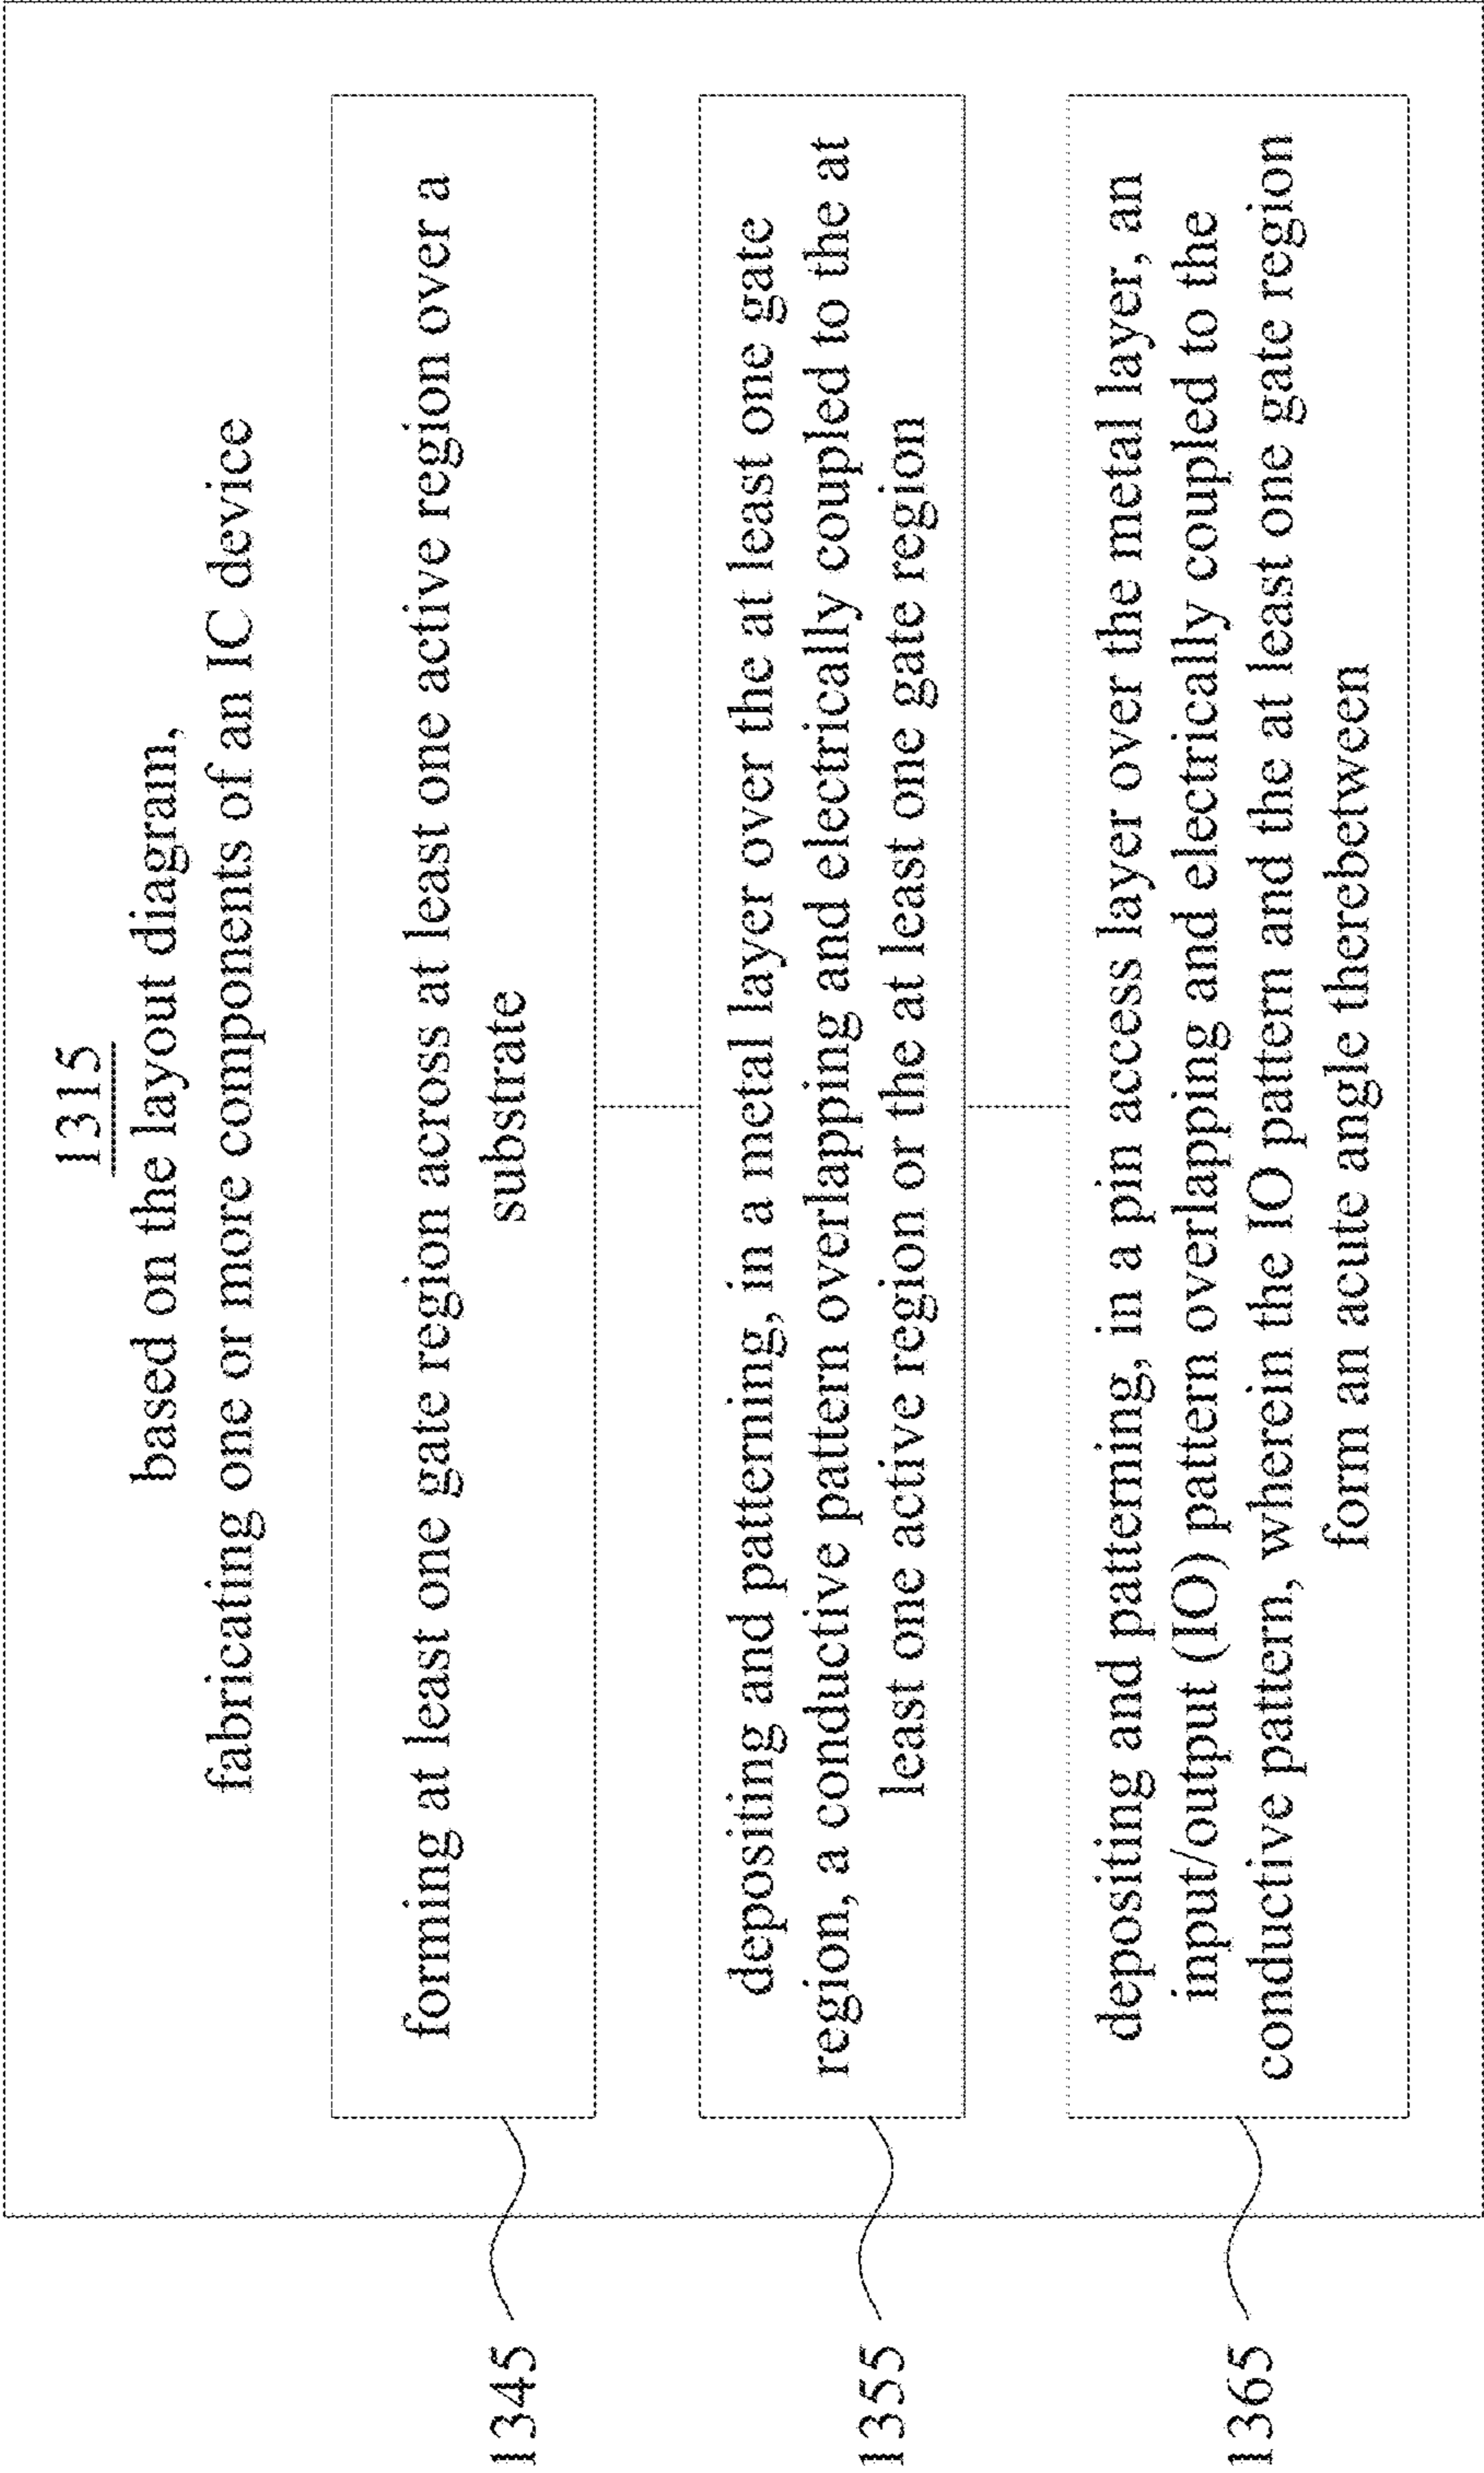 1315
based on the layout diagram,
fabricating one or more components of an IC device
1345
forming at least one gate region across at least one active region over a
substrate
1355
depositing and patterning, in a metal layer over the at least one gate
region, a conductive pattern overlapping and electrically coupled to the at
least one active region or the at least one gate region
1365
depositing and patterning, in a pin access layer over the metal layer, an
input/output (IO) pattern overlapping and electrically coupled to the
conductive pattern, wherein the IO pattern and the at least one gate region
form an acute angle therebetween